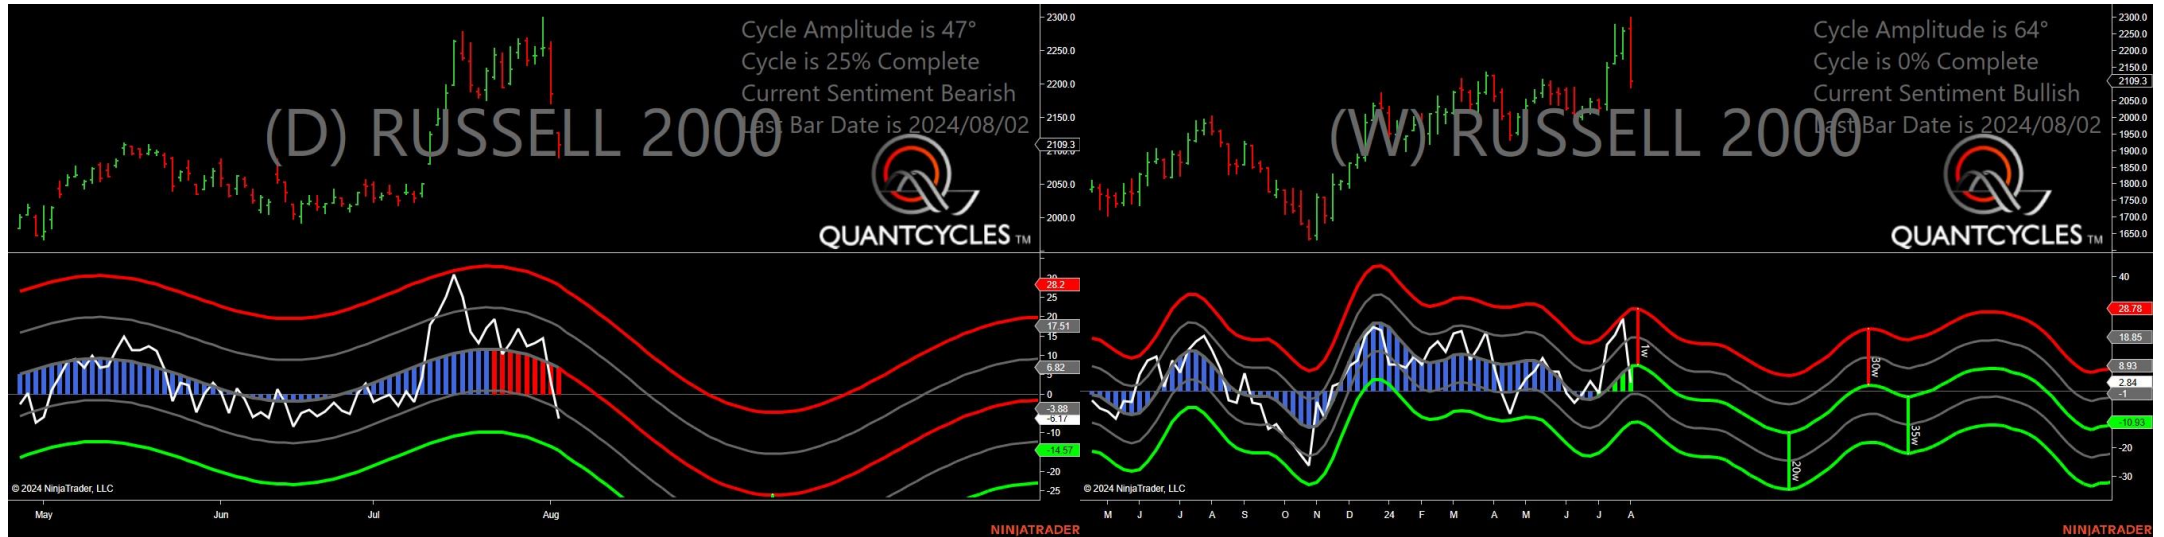 Cycle Amplitude is 47°
Cycle is 25% Complete
Current Sentiment Bearish
Last Bar Date is 2024/08/02
(D) RUSSELL 2000
QUANTCYCLES TM
2300.0
2250.0
2200.0
2150.0
2109.3
2100.0
2050.0
2000.0
30
28.2
25
20
17.51
15
10
6.82
5
0
-3.88
-6.17
-10
-14.57
-20
-25
© 2024 NinjaTrader, LLC
May Jun Jul Aug
NINJATRADER
Cycle Amplitude is 64°
Cycle is 0% Complete
Current Sentiment Bullish
Last Bar Date is 2024/08/02
(W) RUSSELL 2000
QUANTCYCLES TM
2300.0
2250.0
2200.0
2150.0
2109.3
2050.0
2000.0
1950.0
1900.0
1850.0
1800.0
1750.0
1700.0
1650.0
40
28.78
18.85
8.93
2.84
-1
-10.93
-20
-30
1w
20w
30w
35w
© 2024 NinjaTrader, LLC
M J J A S O N D 24 F M A M J J A
NINJATRADER